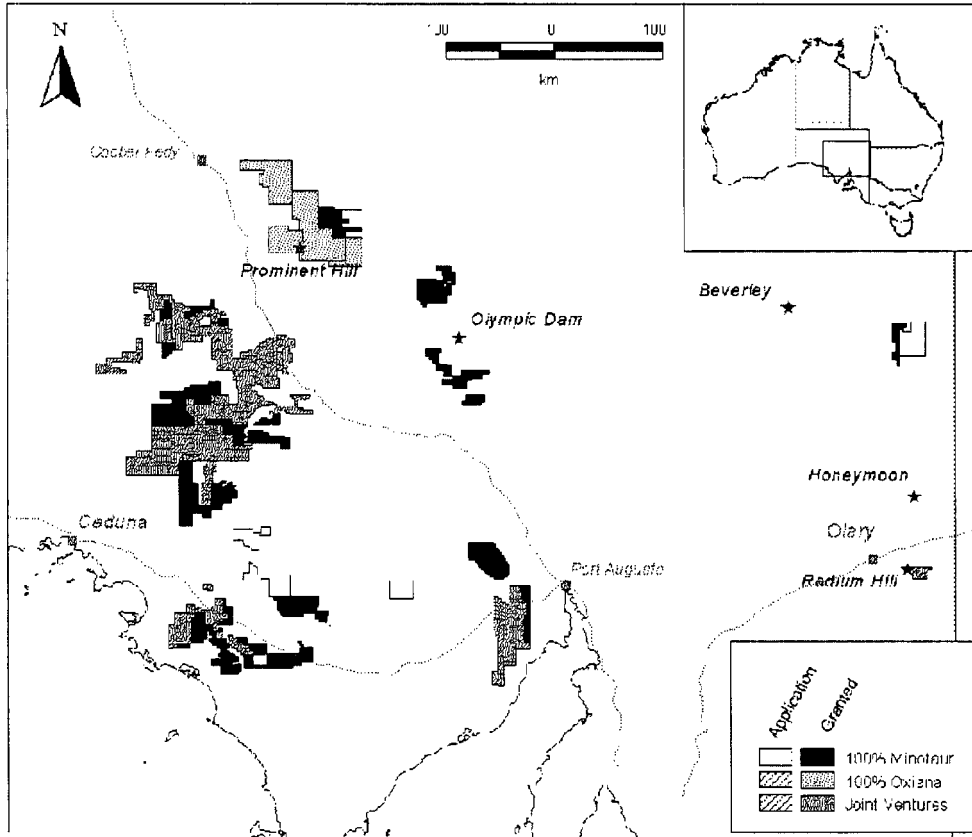 N
100 0 100
km
Coober Pedy
Prominent Hill
Olympic Dam
Beverley
Honeymoon
Ceduna
Olary
Port Augusta
Radium Hill
Application
Granted
100% Minotaur
100% Oxiana
Joint Ventures